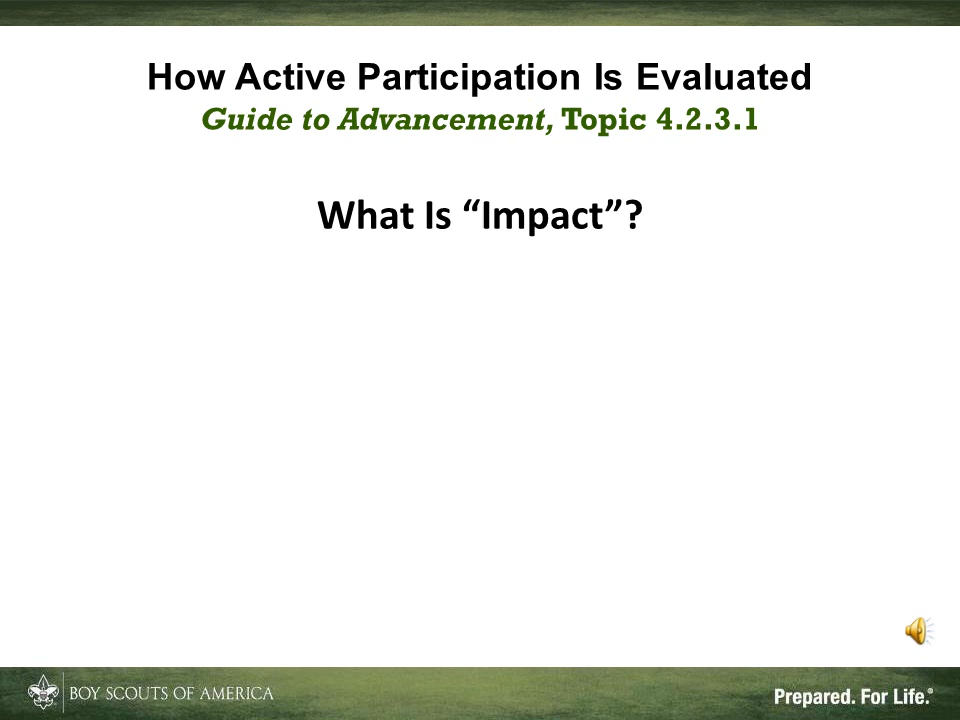 How Active Participation Is Evaluated
Guide to Advancement, Topic 4.2.3.1
What Is “Impact”?
BOY SCOUTS OF AMERICA
Prepared. For Life.®